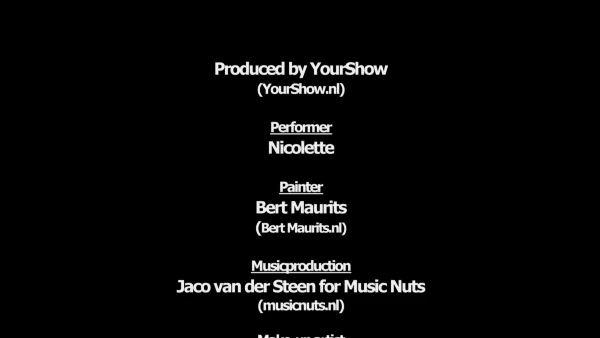 Produced by YourShow
(YourShow.nl)
Performer
Nicolette
Painter
Bert Maurits
(Bert Maurits.nl)
Musicproduction
Jaco van der Steen for Music Nuts
(musicnuts.nl)